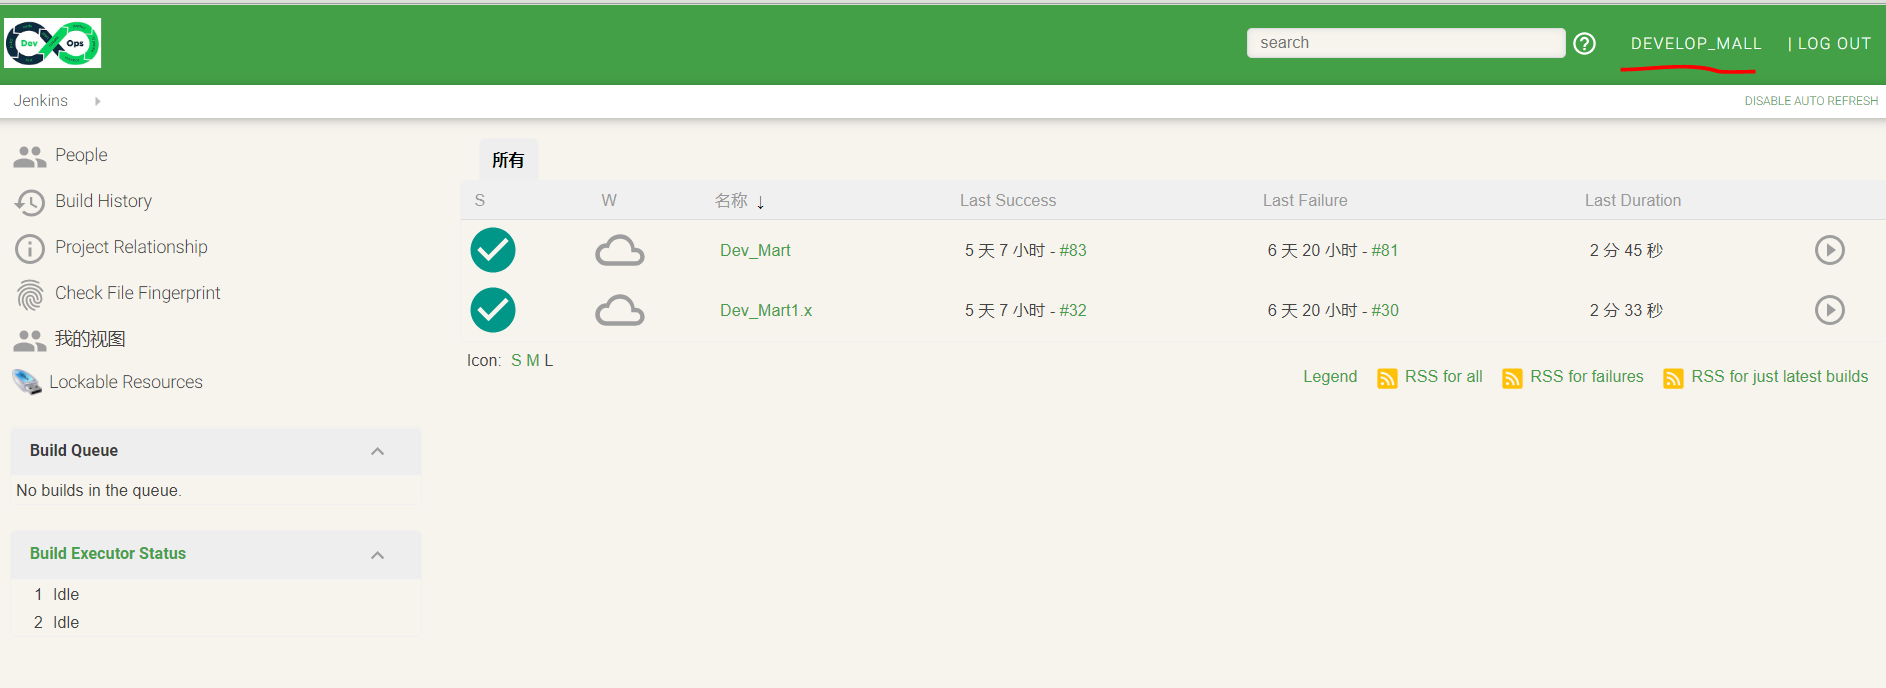 Dev Ops
search
DEVELOP_MALL | LOG OUT
Jenkins
DISABLE AUTO REFRESH
People
Build History
Project Relationship
Check File Fingerprint
我的视图
Lockable Resources
Build Queue
No builds in the queue.
Build Executor Status
1 Idle
2 Idle
所有
S W 名称 ↓ Last Success Last Failure Last Duration
Dev_Mart 5 天 7 小时 - #83 6 天 20 小时 - #81 2 分 45 秒
Dev_Mart1.x 5 天 7 小时 - #32 6 天 20 小时 - #30 2 分 33 秒
Icon: S M L
Legend RSS for all RSS for failures RSS for just latest builds